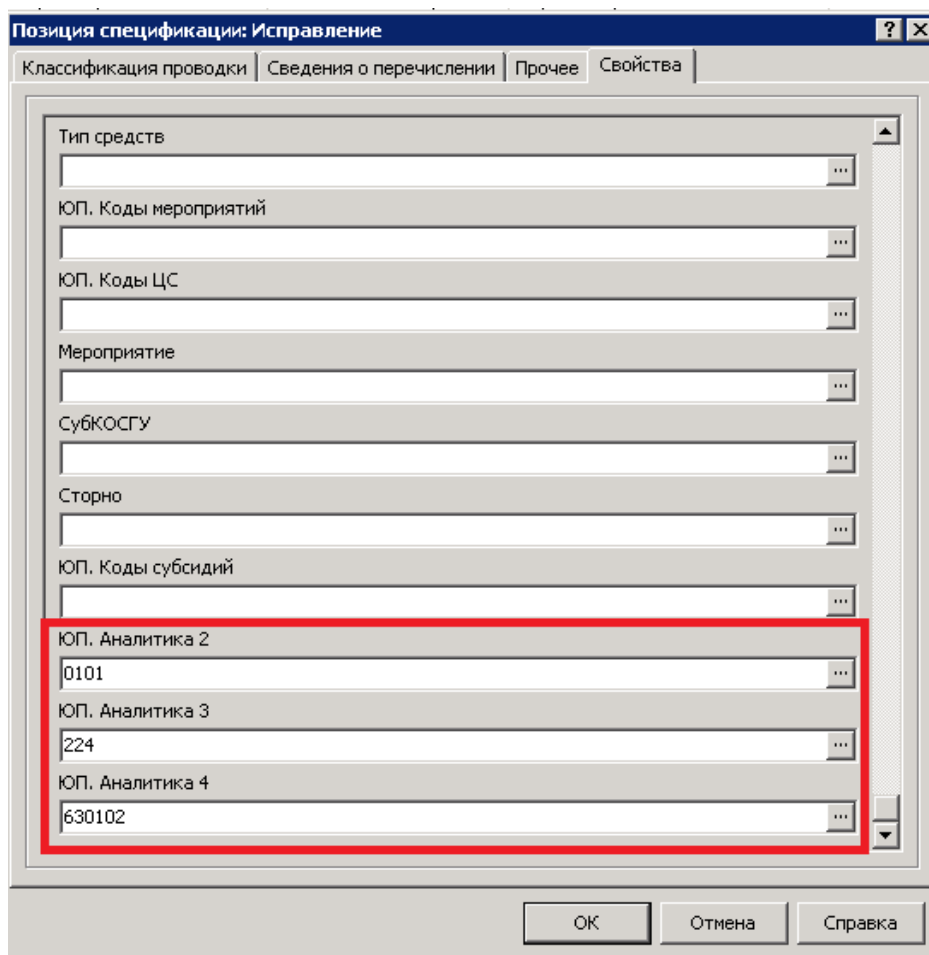 Позиция спецификации: Исправление
Классификация проводки Сведения о перечислении Прочее Свойства
Тип средств
ЮП. Коды мероприятий
ЮП. Коды ЦС
Мероприятие
СубКОСГУ
Сторно
ЮП. Коды субсидий
ЮП. Аналитика 2
0101
ЮП. Аналитика 3
224
ЮП. Аналитика 4
630102
ОК Отмена Справка